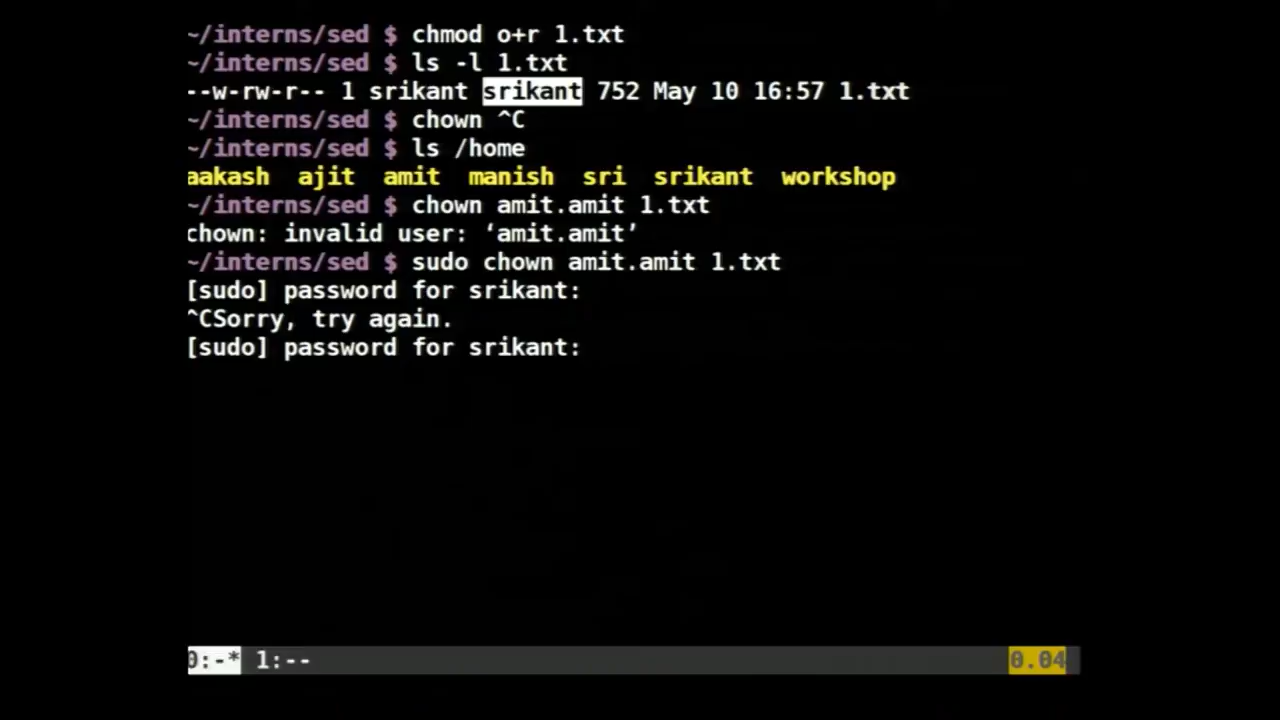 ~/interns/sed $ chmod o+r 1.txt
~/interns/sed $ ls -l 1.txt
--w-rw-r-- 1 srikant srikant 752 May 10 16:57 1.txt
~/interns/sed $ chown ^C
~/interns/sed $ ls /home
aakash  ajit  amit  manish  sri  srikant  workshop
~/interns/sed $ chown amit.amit 1.txt
chown: invalid user: ‘amit.amit’
~/interns/sed $ sudo chown amit.amit 1.txt
[sudo] password for srikant:
^CSorry, try again.
[sudo] password for srikant:
0:-* 1:-- 0.04